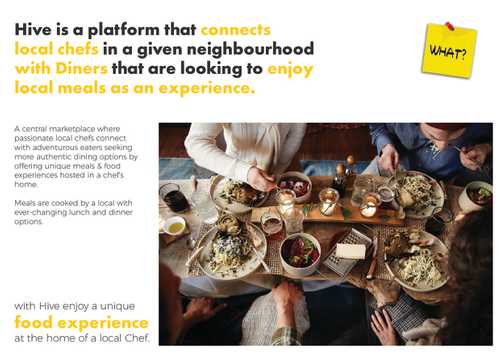 Hive is a platform that connects
local chefs in a given neighbourhood
with Diners that are looking to enjoy
local meals as an experience.
WHAT?
A central marketplace where
passionate local chefs connect
with adventurous eaters seeking
more authentic dining options by
offering unique meals & food
experiences hosted in a chef's
home.
Meals are cooked by a local with
ever-changing lunch and dinner
options.
with Hive enjoy a unique
food experience
at the home of a local Chef.